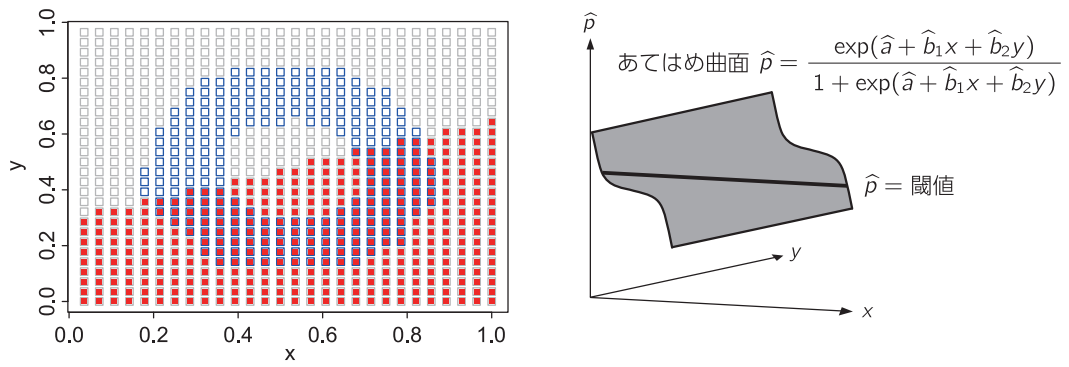 1.0
0.8
0.6
0.4
0.2
0.0
y
0.0 0.2 0.4 0.6 0.8 1.0
x
p̂
あてはめ曲面 p̂ = exp(â + b̂₁x + b̂₂y) / 1 + exp(â + b̂₁x + b̂₂y)
p̂ = 閾値
y
x